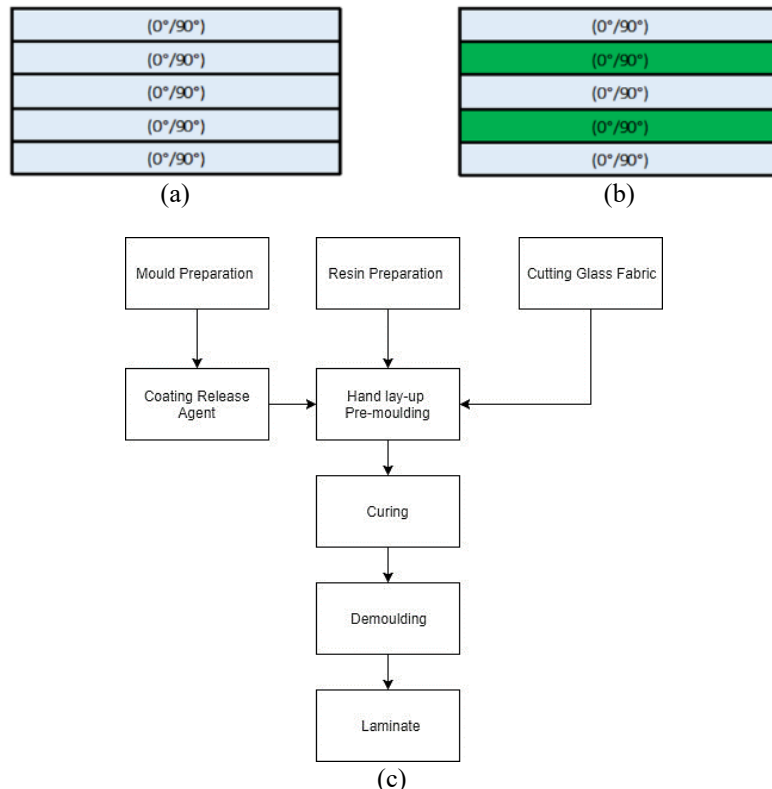 (0°/90°)
(0°/90°)
(0°/90°)
(0°/90°)
(0°/90°)
(a)
(0°/90°)
(0°/90°)
(0°/90°)
(0°/90°)
(0°/90°)
(b)
Mould Preparation
Resin Preparation
Cutting Glass Fabric
Coating Release
Agent
Hand lay-up
Pre-moulding
Curing
Demoulding
Laminate
(c)